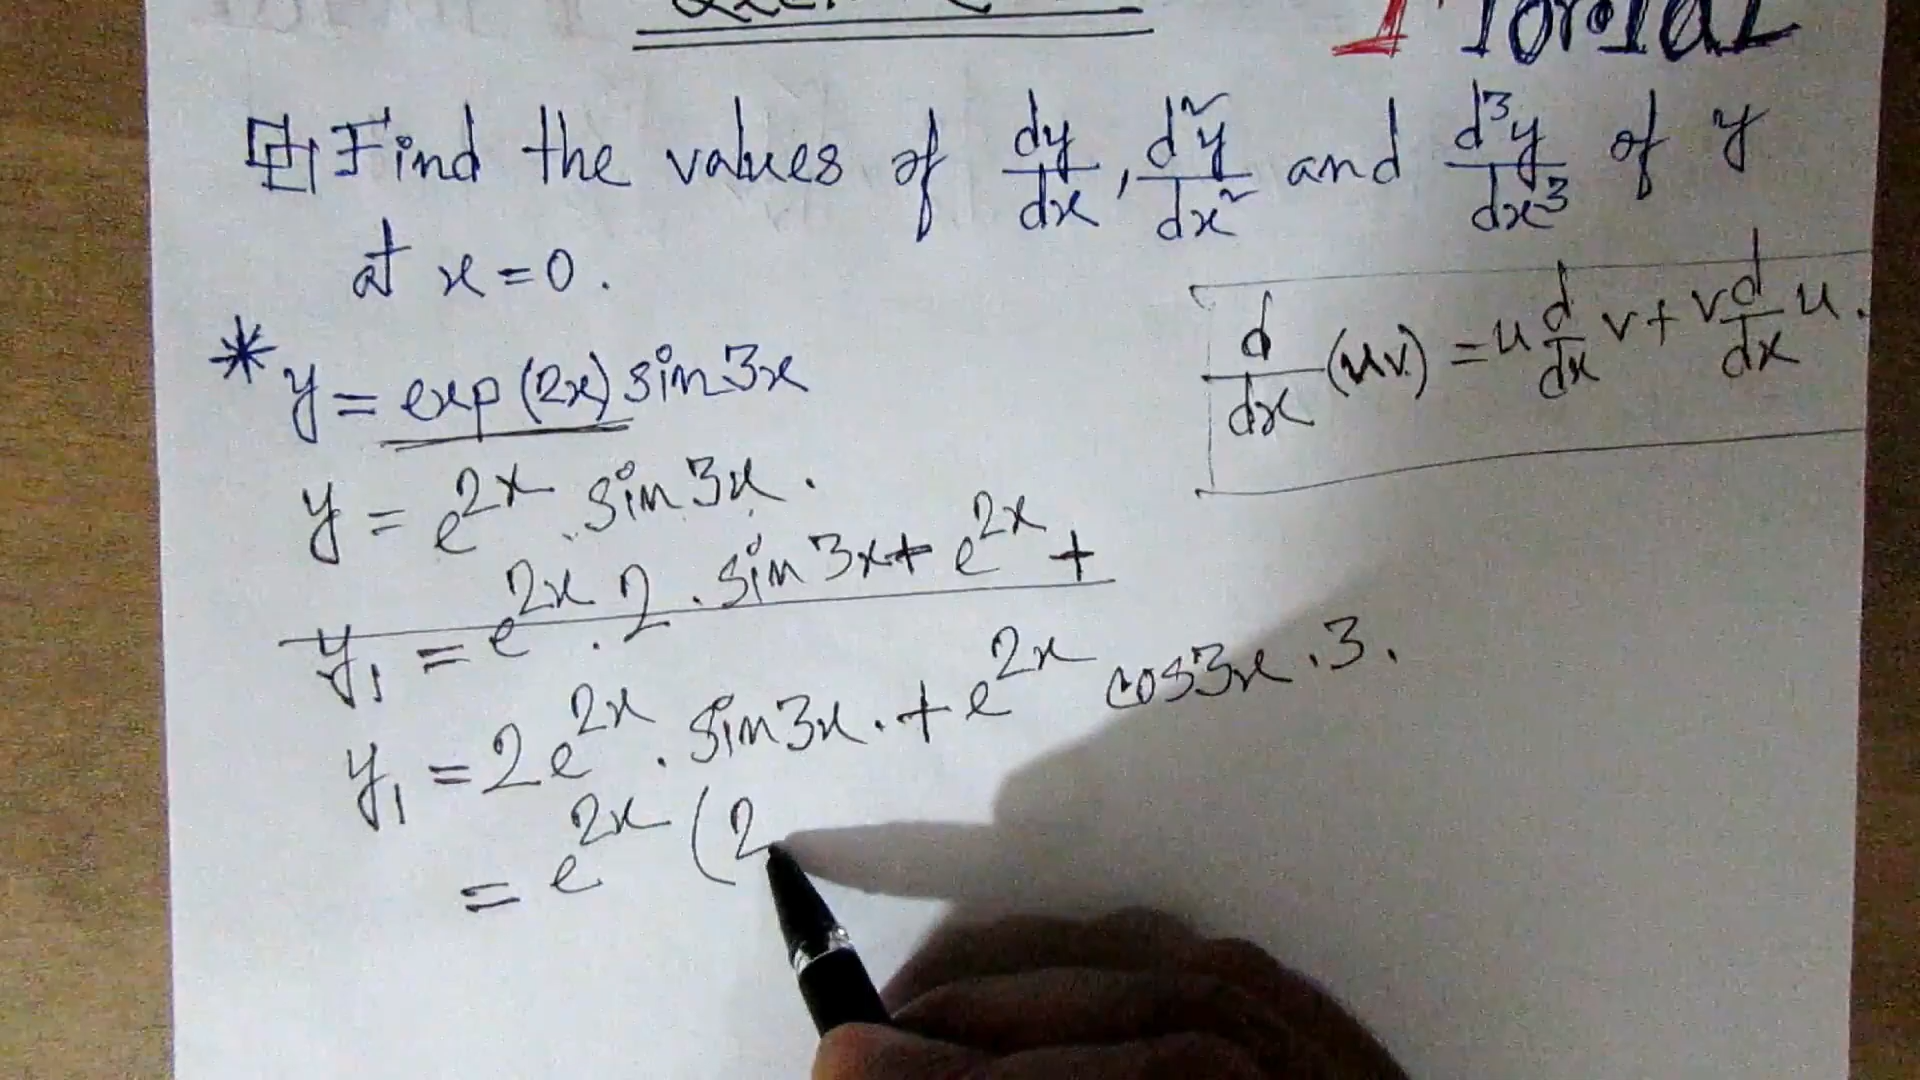 Tutorial
Find the values of dy/dx, d²y/dx² and d³y/dx³ of y
at x = 0.
d/dx (uv) = u d/dx v + v d/dx u.
* y = exp (2x) sin 3x
y = e^2x . sin 3x .
y₁ = e^2x . 2 . sin 3x + e^2x +
y₁ = 2e^2x . sin 3x . + e^2x cos 3x . 3 .
= e^2x (2